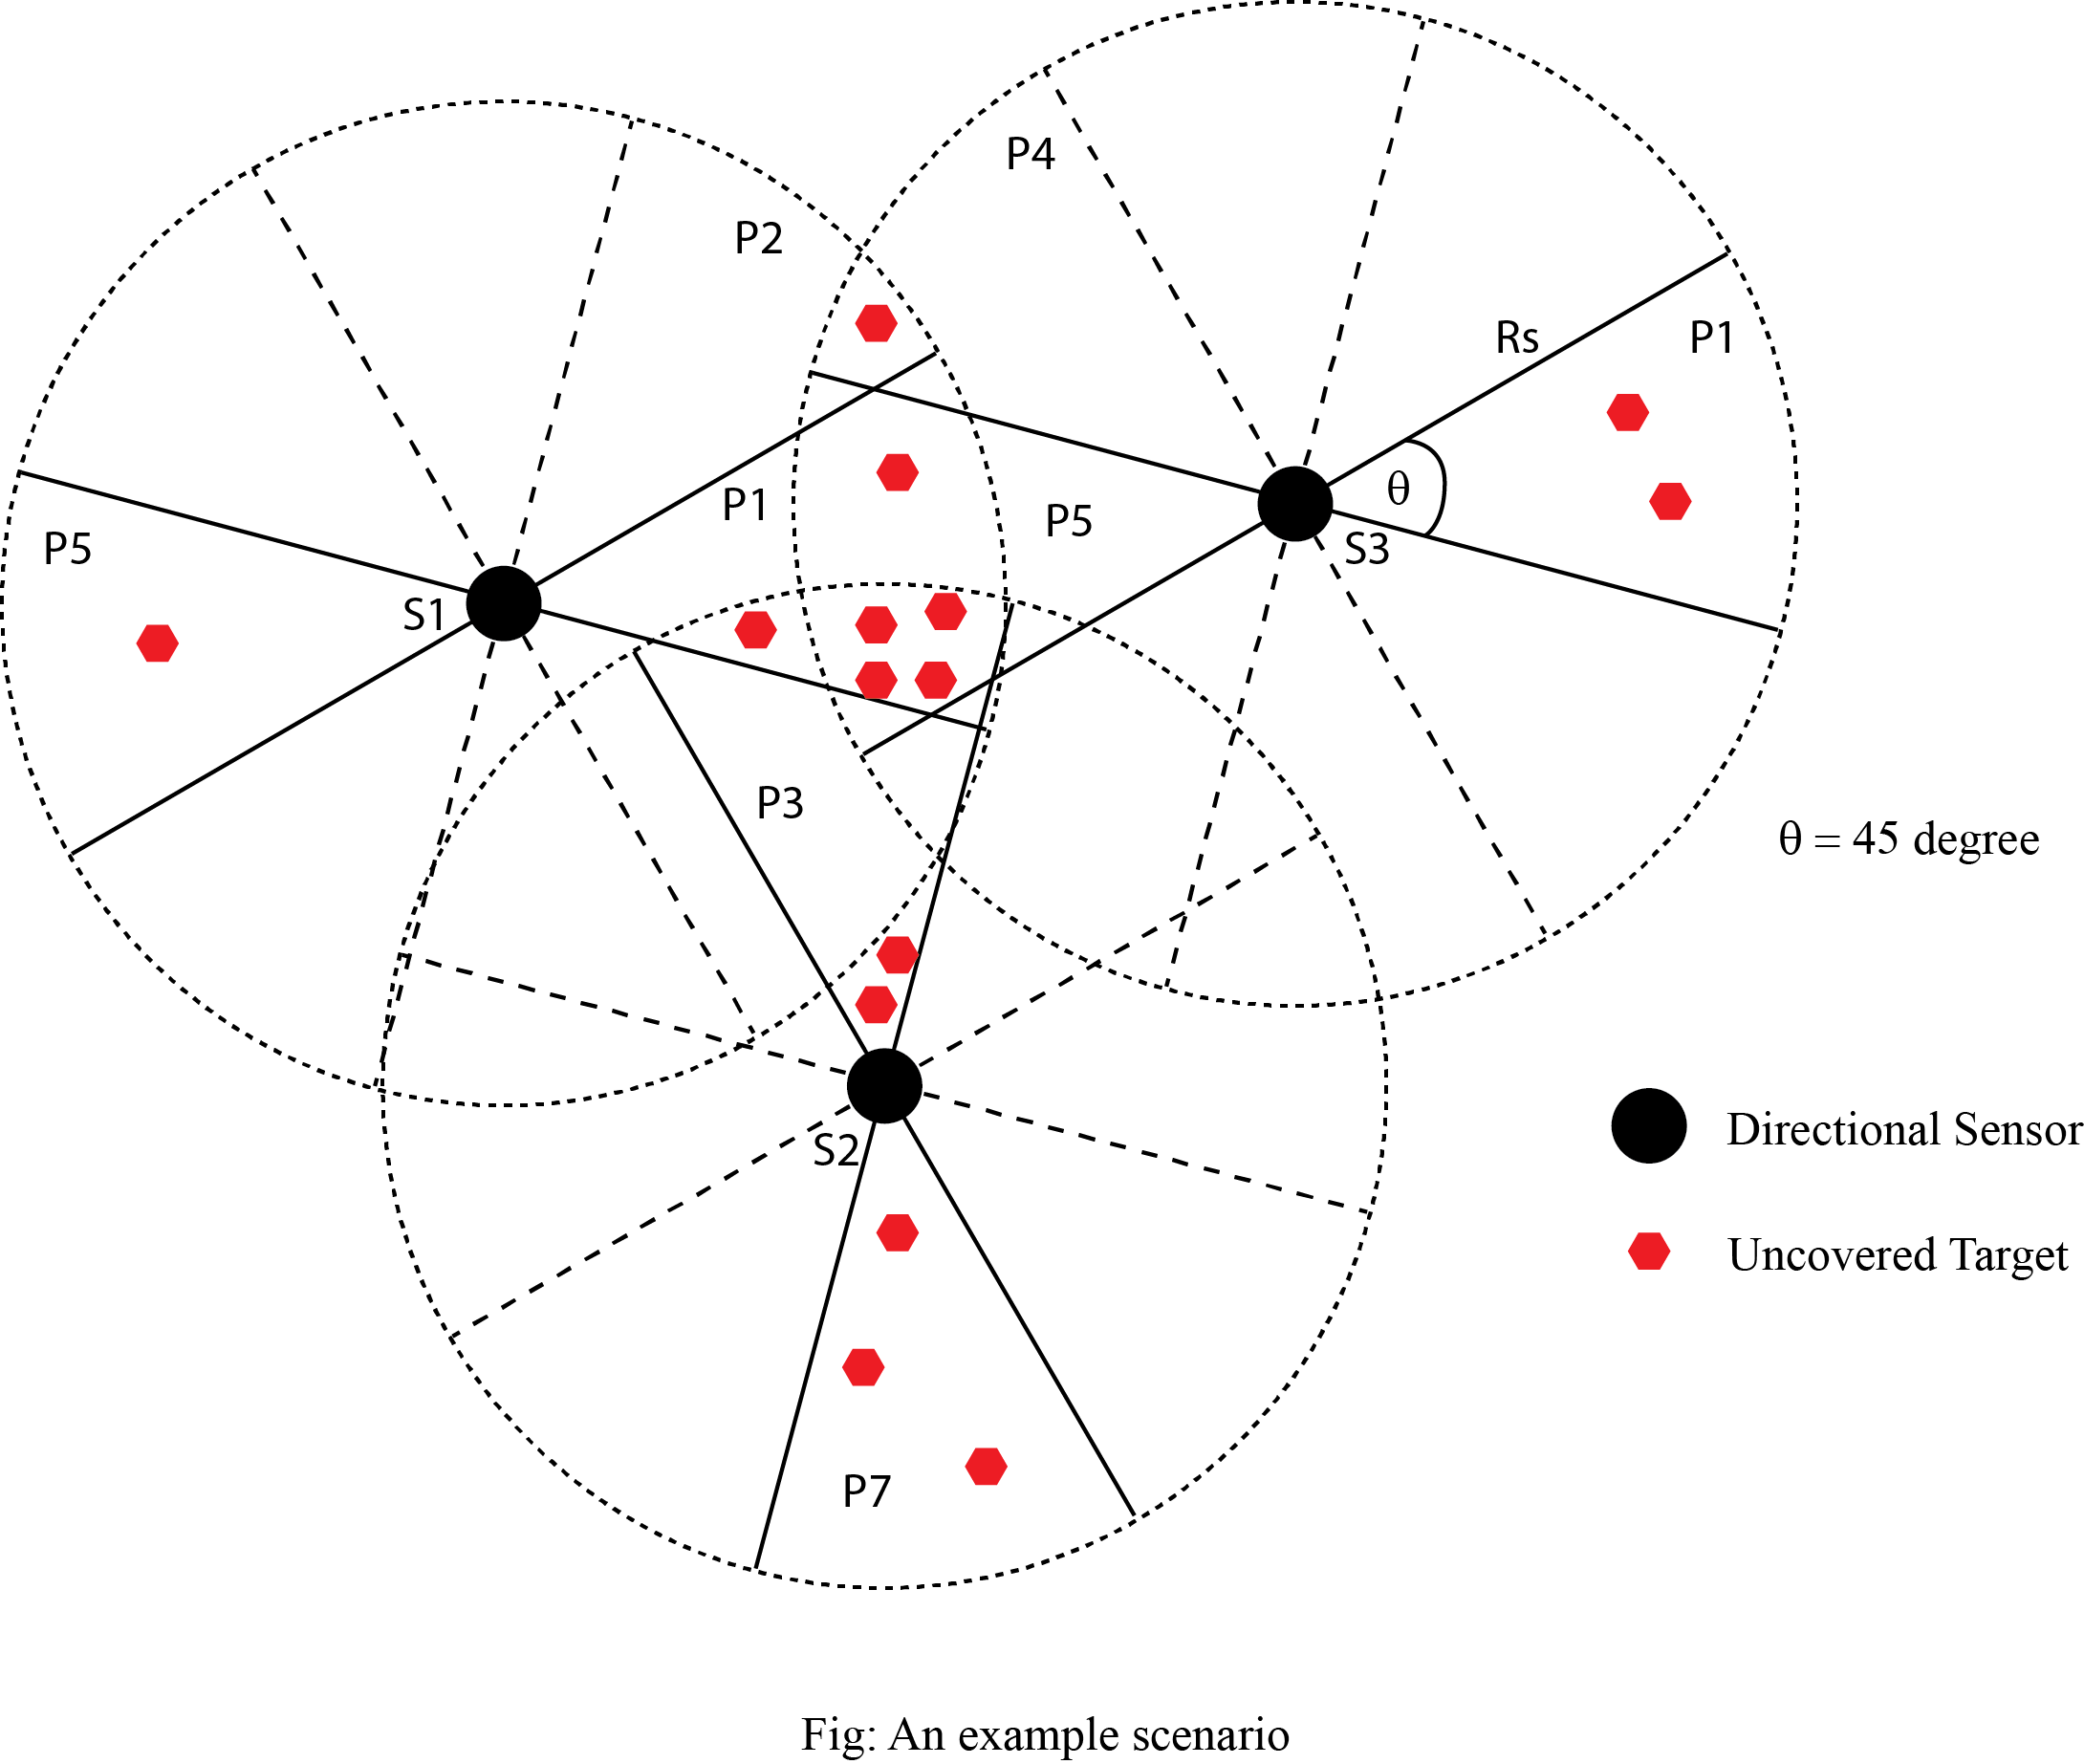 P4
P2
Rs
P1
P1
θ
P5
S3
P5
S1
P3
θ = 45 degree
Directional Sensor
S2
Uncovered Target
P7
Fig: An example scenario